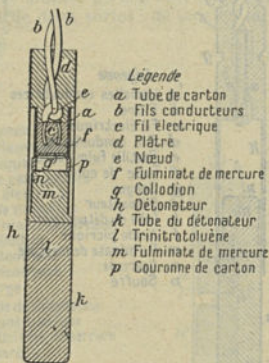 b b
d
Légende
e
a
c
f
g
p
n
m
h
l
k
a Tube de carton
b Fils conducteurs
c Fil électrique
d Plâtre
e Nœud
f Fulminate de mercure
g Collodion
h Détonateur
k Tube du détonateur
l Trinitrotoluène
m Fulminate de mercure
p Couronne de carton